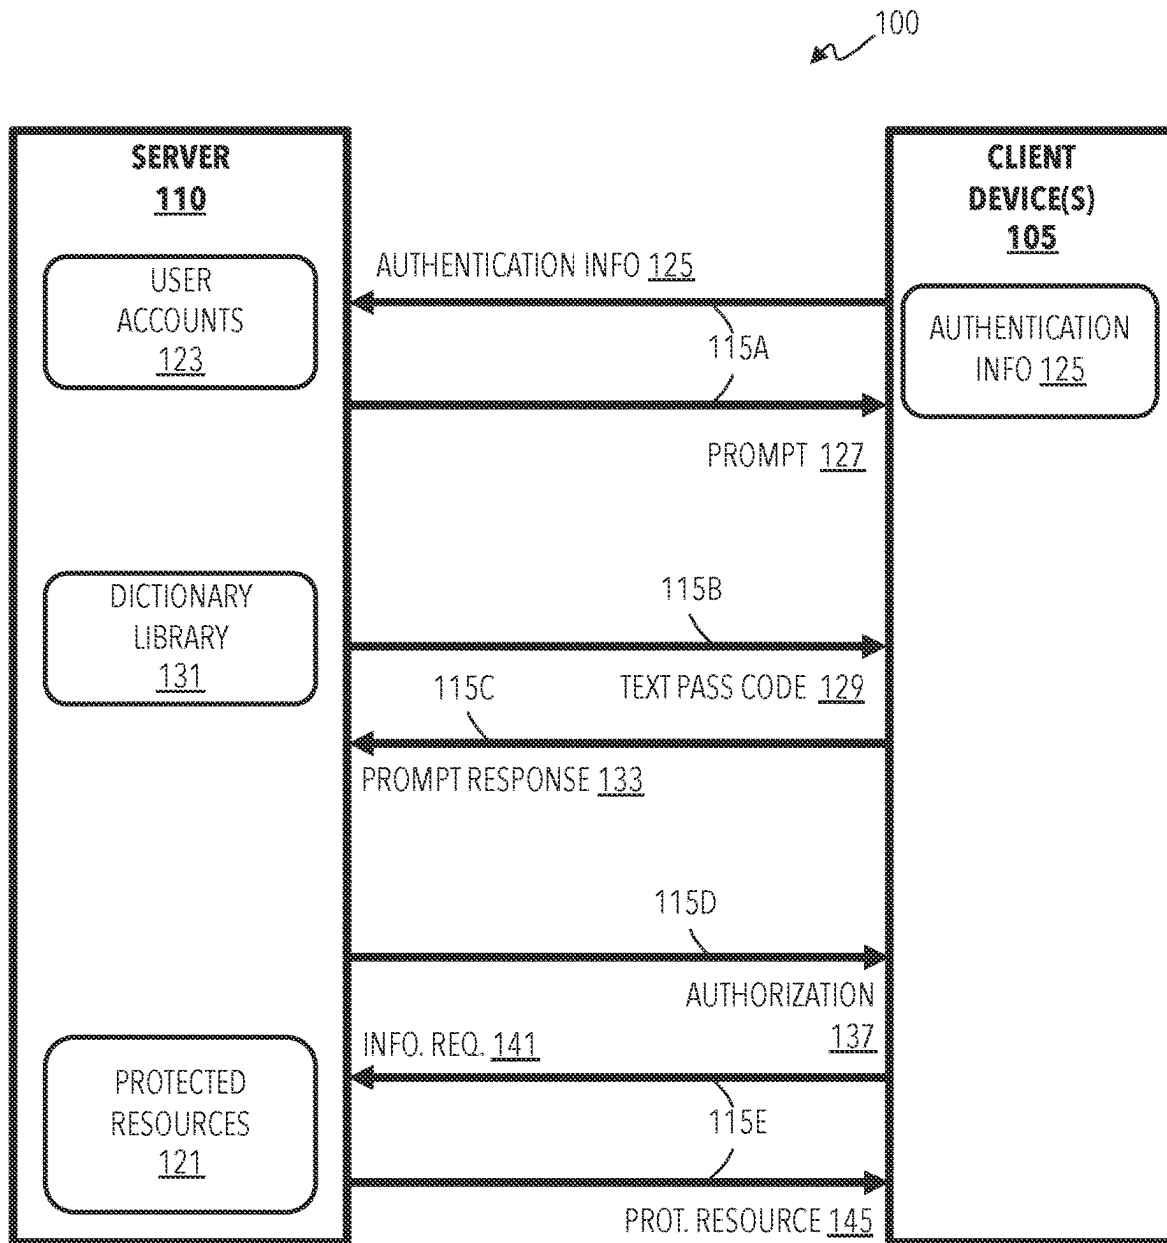 100
SERVER
110
CLIENT
DEVICE(S)
105
USER
ACCOUNTS
123
AUTHENTICATION INFO 125
115A
AUTHENTICATION
INFO 125
PROMPT 127
DICTIONARY
LIBRARY
131
115B
TEXT PASS CODE 129
115C
PROMPT RESPONSE 133
115D
AUTHORIZATION
137
INFO. REQ. 141
PROTECTED
RESOURCES
121
115E
PROT. RESOURCE 145